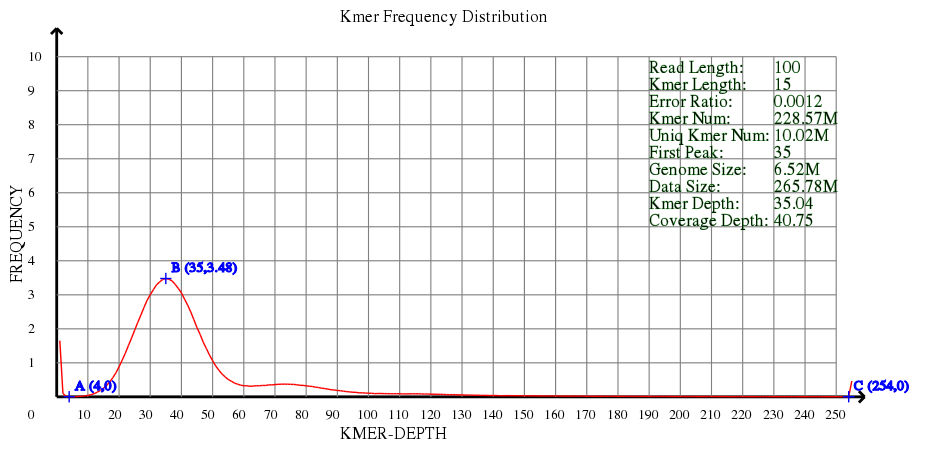 Kmer Frequency Distribution
10
9
8
7
6
5
4
3
2
1
0
FREQUENCY
Read Length: 100
Kmer Length: 15
Error Ratio: 0.0012
Kmer Num: 228.57M
Uniq Kmer Num: 10.02M
First Peak: 35
Genome Size: 6.52M
Data Size: 265.78M
Kmer Depth: 35.04
Coverage Depth: 40.75
B (35,3.48)
A (4,0)
C (254,0)
10 20 30 40 50 60 70 80 90 100 110 120 130 140 150 160 170 180 190 200 210 220 230 240 250
KMER-DEPTH